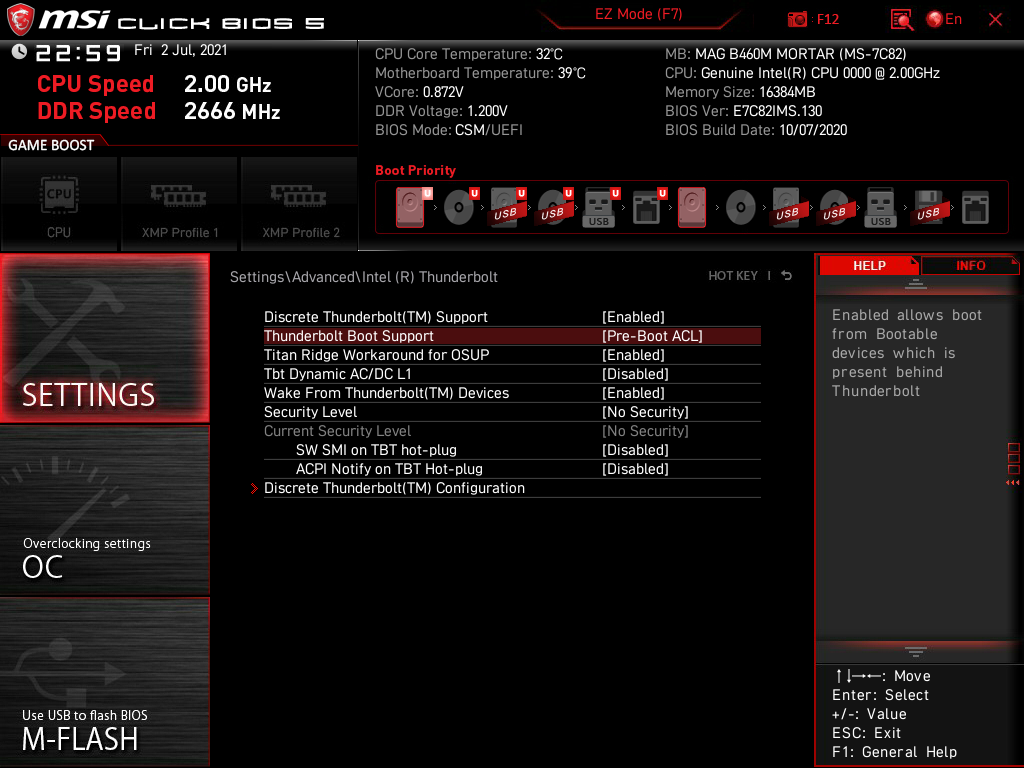 msi CLICK BIOS 5
EZ Mode (F7)
: F12
En
22:59 Fri 2 Jul, 2021
CPU Speed 2.00 GHz
DDR Speed 2666 MHz
CPU Core Temperature: 32°C
Motherboard Temperature: 39°C
VCore: 0.872V
DDR Voltage: 1.200V
BIOS Mode: CSM/UEFI
MB: MAG B460M MORTAR (MS-7C82)
CPU: Genuine Intel(R) CPU 0000 @ 2.00GHz
Memory Size: 16384MB
BIOS Ver: E7C82IMS.130
BIOS Build Date: 10/07/2020
GAME BOOST
CPU
CPU
XMP Profile 1
XMP Profile 2
Boot Priority
U U U U U U
USB USB USB USB USB USB USB
SETTINGS
Overclocking settings
OC
Use USB to flash BIOS
M-FLASH
Settings\Advanced\Intel (R) Thunderbolt
HOT KEY |
Discrete Thunderbolt(TM) Support [Enabled]
Thunderbolt Boot Support [Pre-Boot ACL]
Titan Ridge Workaround for OSUP [Enabled]
Tbt Dynamic AC/DC L1 [Disabled]
Wake From Thunderbolt(TM) Devices [Enabled]
Security Level [No Security]
Current Security Level [No Security]
SW SMI on TBT hot-plug [Disabled]
ACPI Notify on TBT Hot-plug [Disabled]
> Discrete Thunderbolt(TM) Configuration
HELP
INFO
Enabled allows boot
from Bootable
devices which is
present behind
Thunderbolt
↑↓→←: Move
Enter: Select
+/-: Value
ESC: Exit
F1: General Help